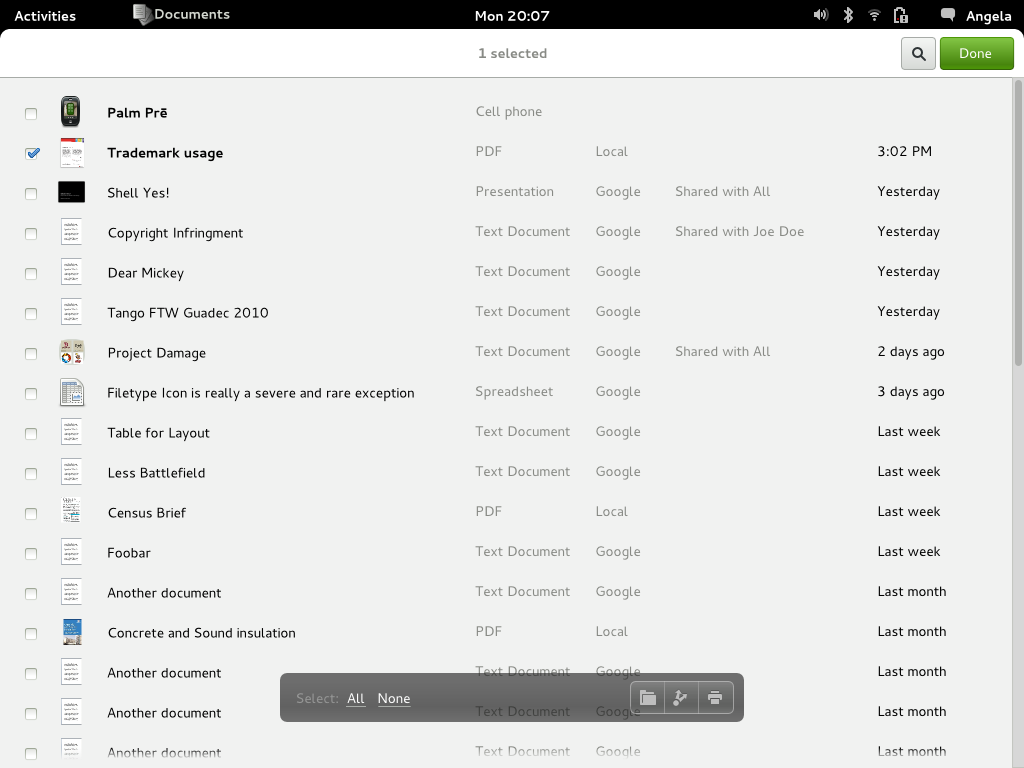 Activities Documents Mon 20:07 Angela
1 selected Done
Palm Prē Cell phone
Trademark usage PDF Local 3:02 PM
Shell Yes! Presentation Google Shared with All Yesterday
Copyright Infringment Text Document Google Shared with Joe Doe Yesterday
Dear Mickey Text Document Google Yesterday
Tango FTW Guadec 2010 Text Document Google Yesterday
Project Damage Text Document Google Shared with All 2 days ago
Filetype Icon is really a severe and rare exception Spreadsheet Google 3 days ago
Table for Layout Text Document Google Last week
Less Battlefield Text Document Google Last week
Census Brief PDF Local Last week
Foobar Text Document Google Last week
Another document Text Document Google Last month
Concrete and Sound insulation PDF Local Last month
Another document Text Document Google Last month
Select: All None
Another document Text Document Google Last month
Another document Text Document Google Last month